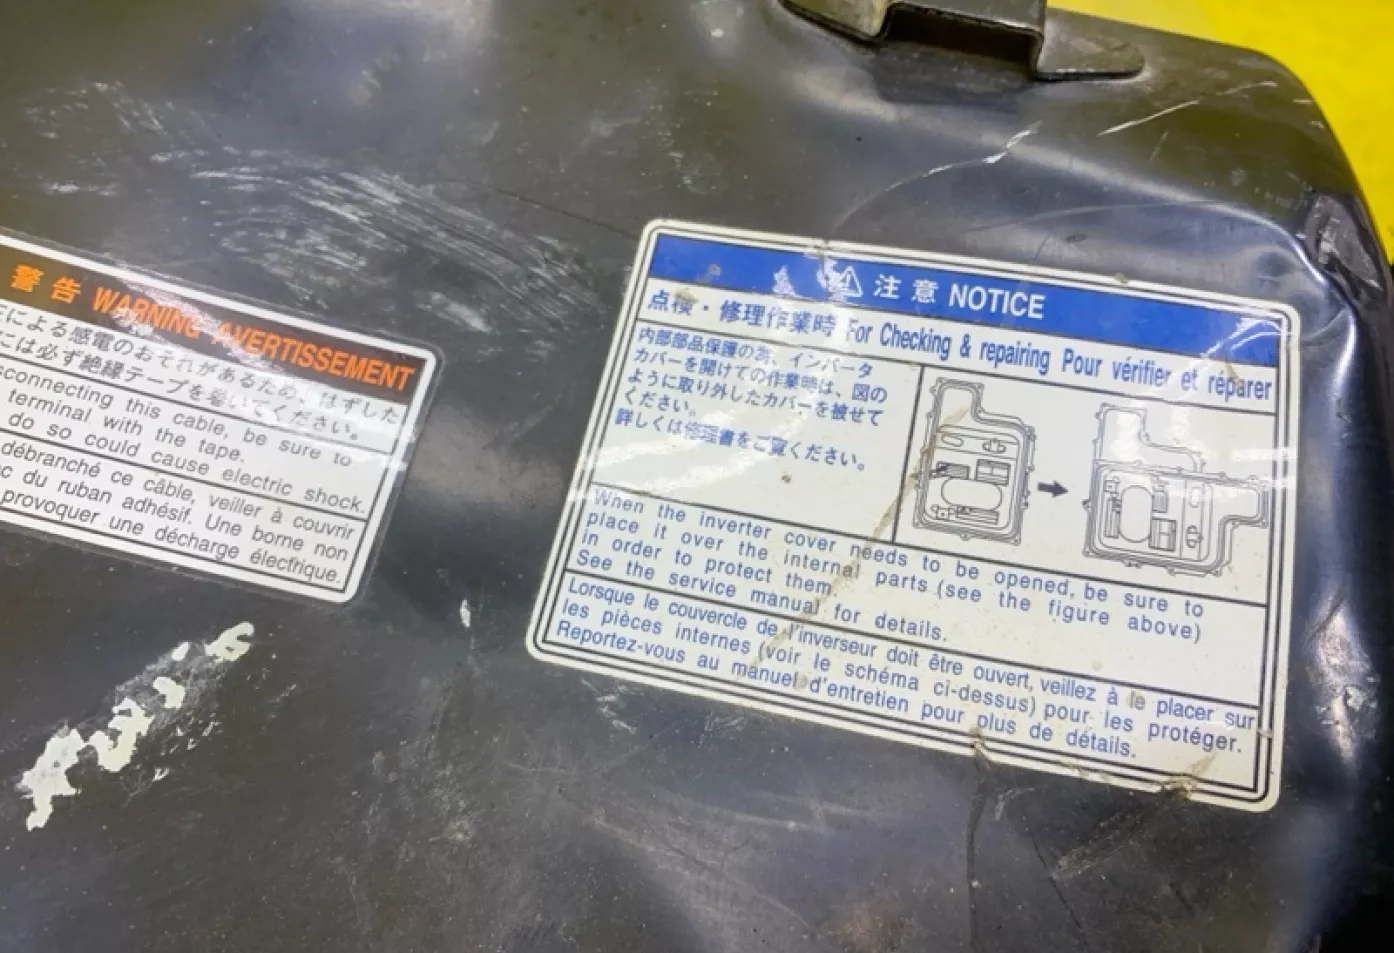 警告 WARNING AVERTISSEMENT
による感電のおそれがあるため、はずした
には必ず絶縁テープを巻いてください。
sconnecting this cable, be sure to
terminal with the tape.
do so could cause electric shock.
débranché ce câble, veiller à couvrir
c du ruban adhésif. Une borne non
provoquer une décharge électrique.
注意 NOTICE
点検・修理作業時 For Checking & repairing Pour vérifier et réparer
内部部品保護の為、インバータ
カバーを開けての作業時は、図の
ように取り外したカバーを被せて
ください。
詳しくは修理書をご覧ください。
When the inverter cover needs to be opened, be sure to
place it over the internal parts (see the figure above)
in order to protect them.
See the service manual for details.
Lorsque le couvercle de l'inverseur doit être ouvert, veillez à le placer sur
les pièces internes (voir le schéma ci-dessus) pour les protéger.
Reportez-vous au manuel d'entretien pour plus de détails.